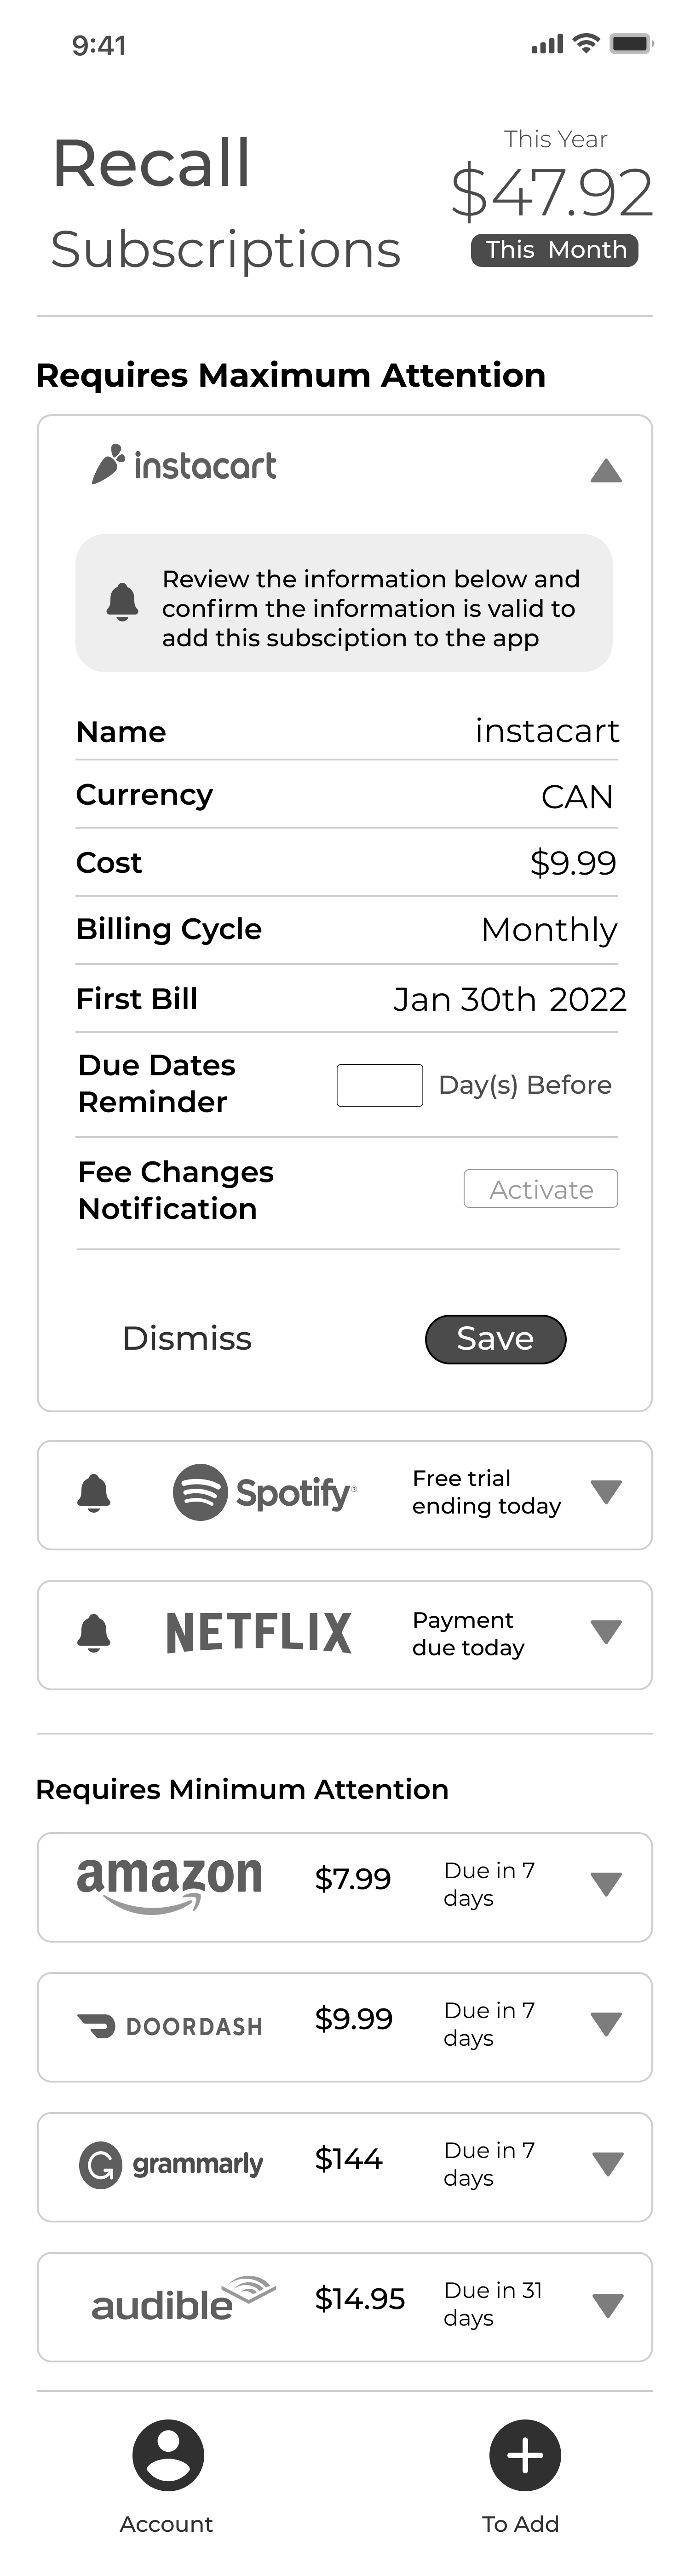 9:41
Recall
Subscriptions
This Year
$47.92
This Month
Requires Maximum Attention
instacart
Review the information below and
confirm the information is valid to
add this subsciption to the app
Name instacart
Currency CAN
Cost $9.99
Billing Cycle Monthly
First Bill Jan 30th 2022
Due Dates
Reminder
Day(s) Before
Fee Changes
Notification
Activate
Dismiss Save
Spotify
Free trial
ending today
NETFLIX
Payment
due today
Requires Minimum Attention
amazon $7.99
Due in 7
days
DOORDASH $9.99
Due in 7
days
grammarly $144
Due in 7
days
audible $14.95
Due in 31
days
Account To Add